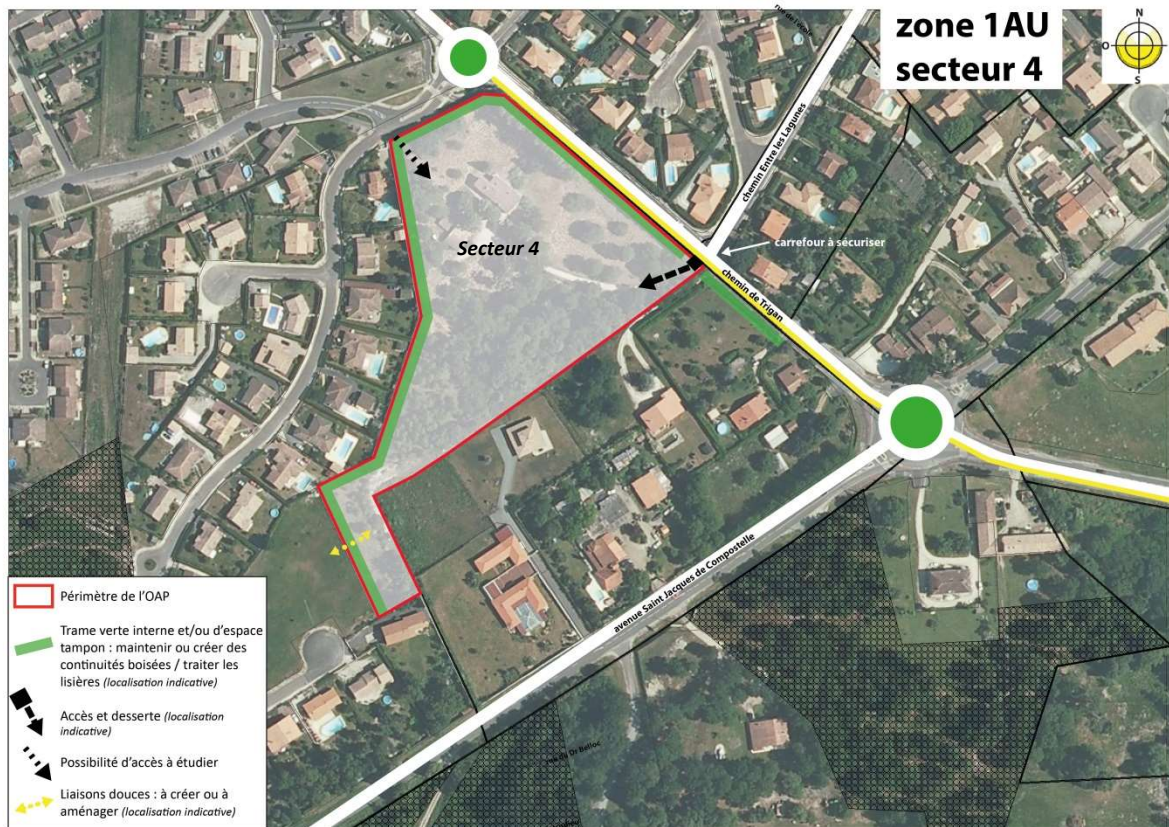 zone 1AU
secteur 4
N
O
E
S
chemin Entre les Lagunes
Secteur 4
carrefour à sécuriser
chemin de Trigan
avenue Saint Jacques de Compostelle
Périmètre de l'OAP
Trame verte interne et/ou d'espace
tampon : maintenir ou créer des
continuités boisées / traiter les
lisières (localisation indicative)
Accès et desserte (localisation
indicative)
Possibilité d'accès à étudier
Liaisons douces : à créer ou à
aménager (localisation indicative)